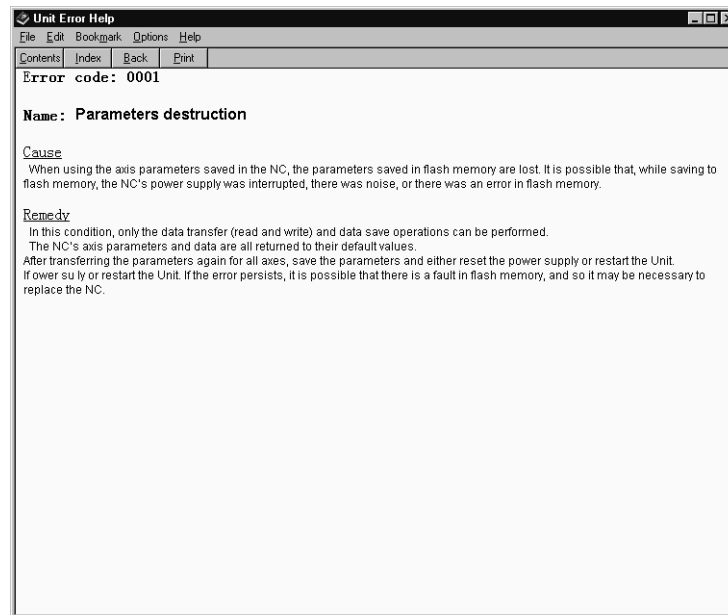 Unit Error Help
File Edit Bookmark Options Help
Contents Index Back Print
Error code: 0001
Name: Parameters destruction
Cause
When using the axis parameters saved in the NC, the parameters saved in flash memory are lost. It is possible that, while saving to
flash memory, the NC's power supply was interrupted, there was noise, or there was an error in flash memory.
Remedy
In this condition, only the data transfer (read and write) and data save operations can be performed.
The NC's axis parameters and data are all returned to their default values.
After transferring the parameters again for all axes, save the parameters and either reset the power supply or restart the Unit.
If ower su ly or restart the Unit. If the error persists, it is possible that there is a fault in flash memory, and so it may be necessary to
replace the NC.